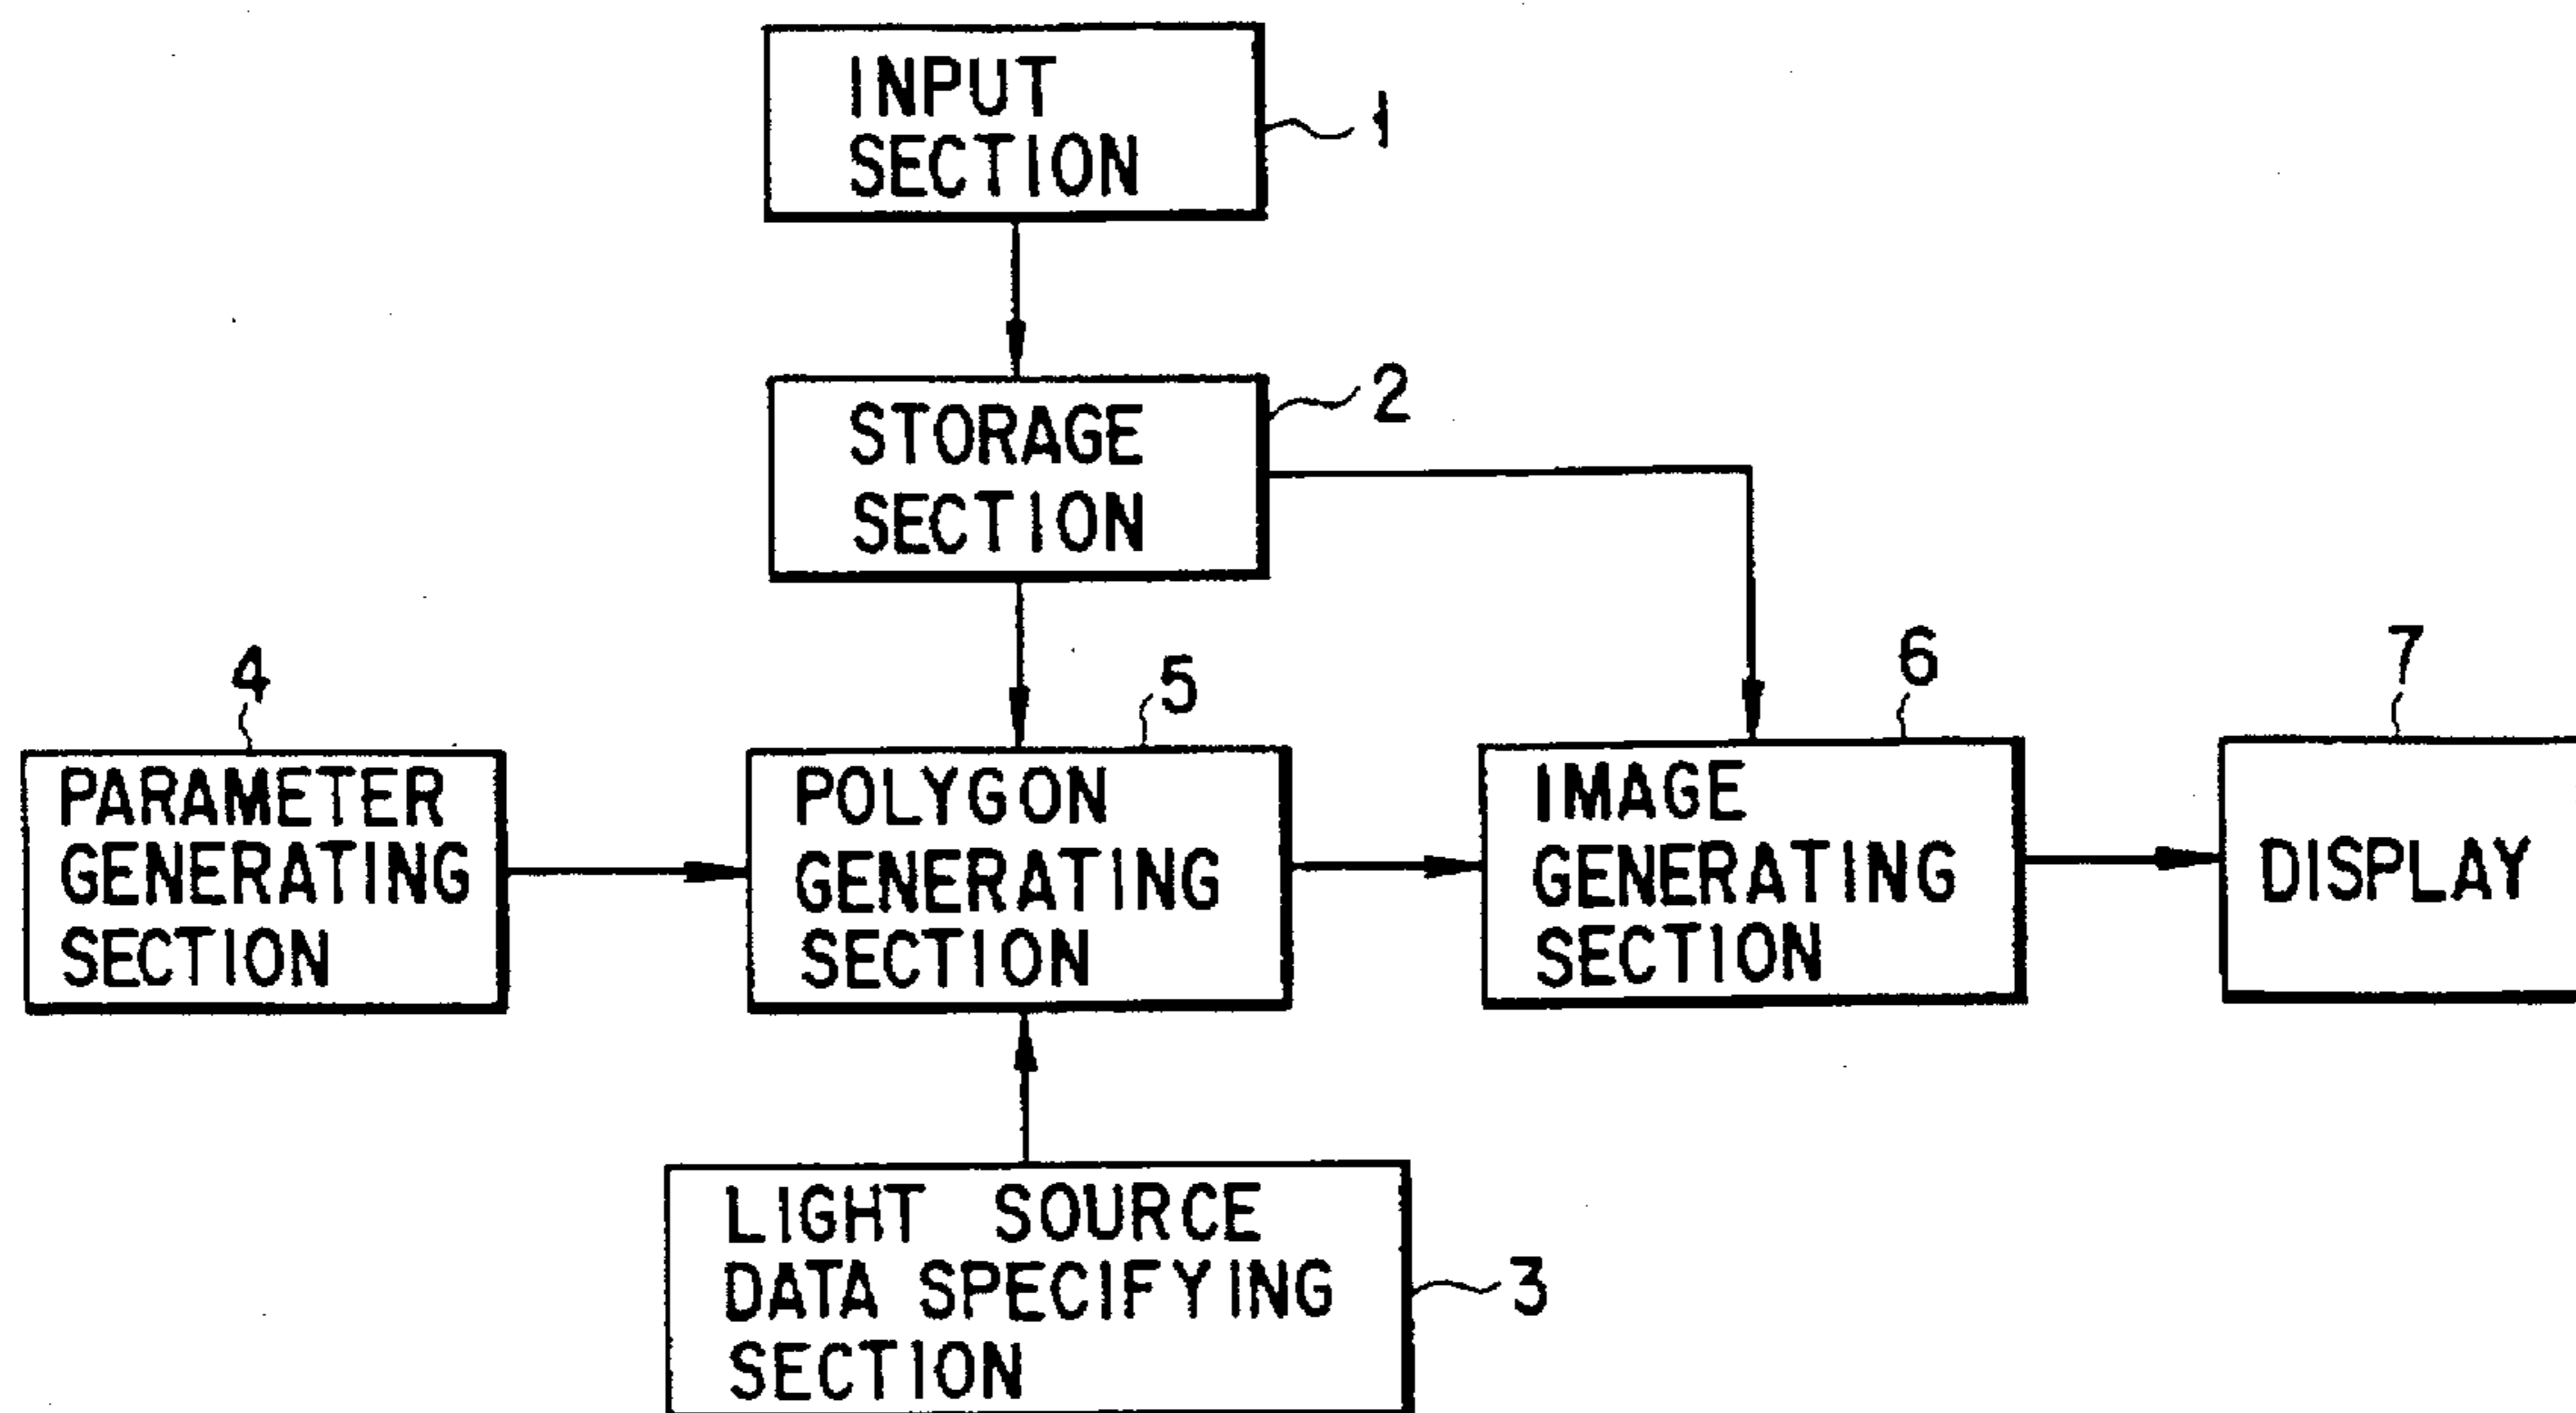 INPUT
SECTION
1
STORAGE
SECTION
2
4
PARAMETER
GENERATING
SECTION
5
POLYGON
GENERATING
SECTION
6
IMAGE
GENERATING
SECTION
7
DISPLAY
LIGHT SOURCE
DATA SPECIFYING
SECTION
3